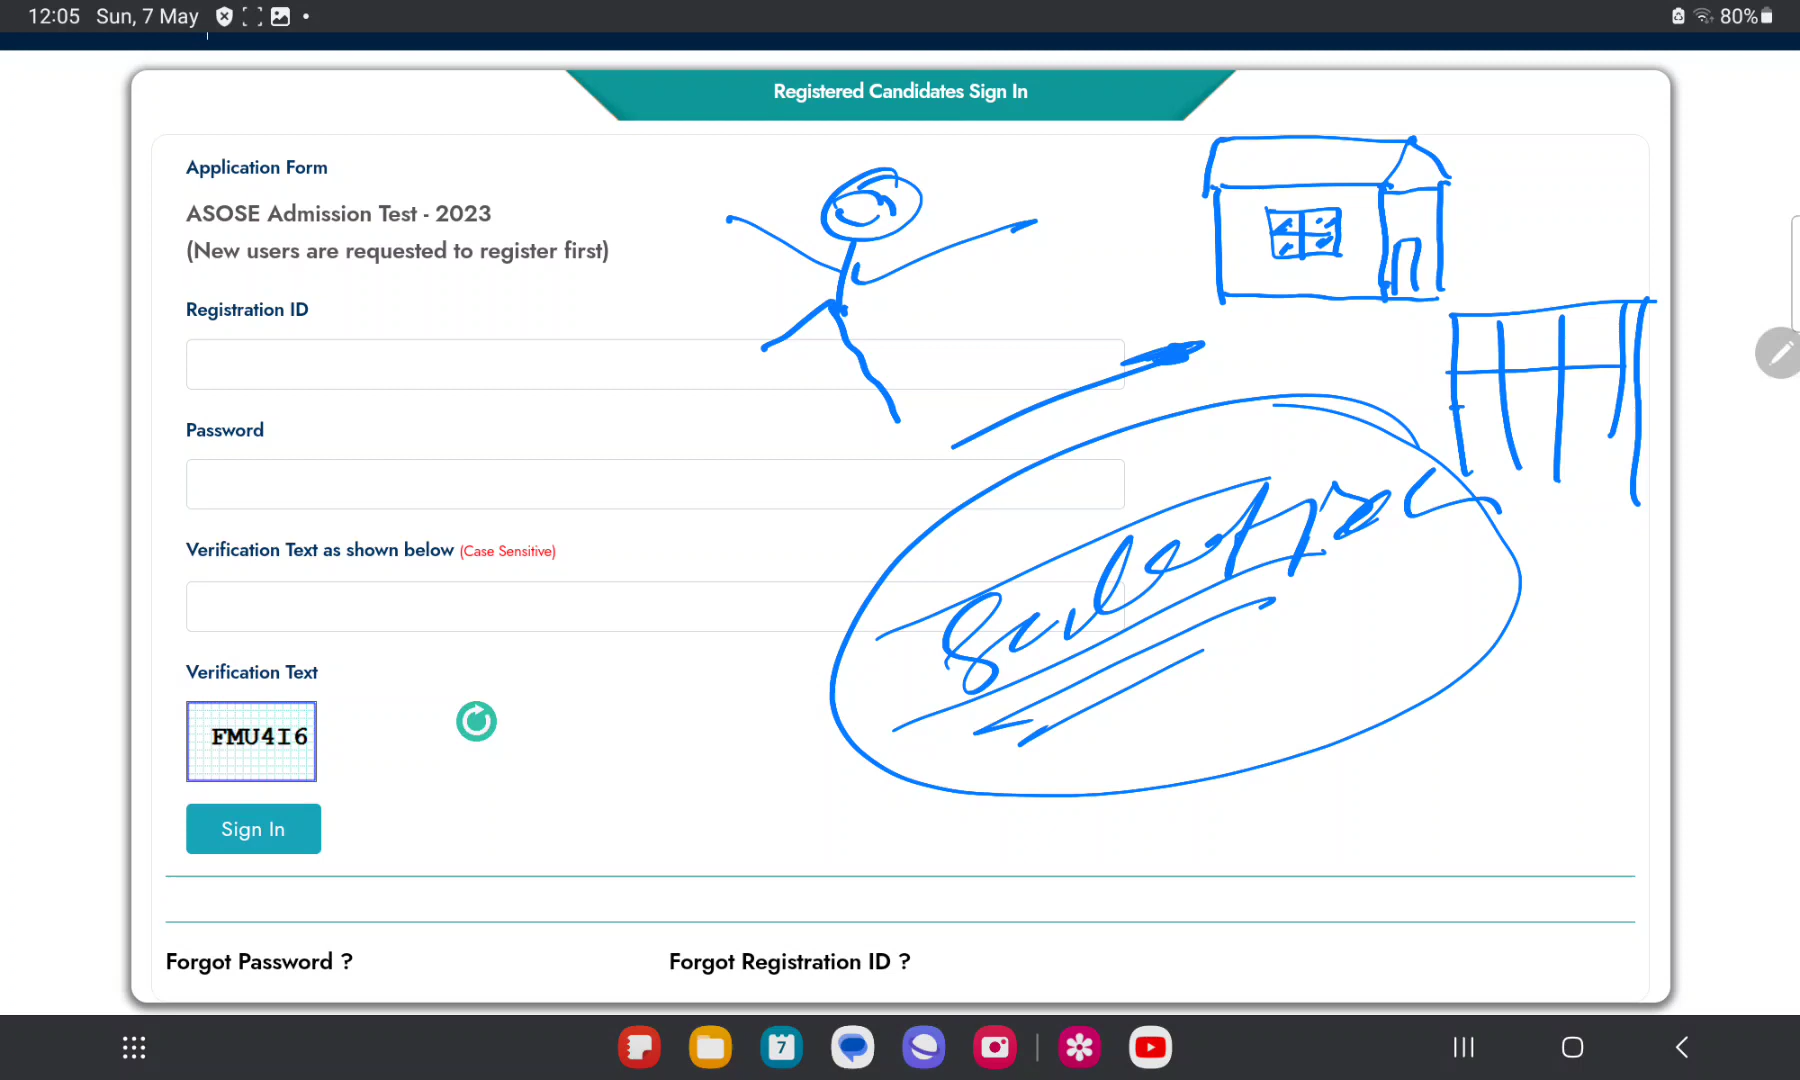 12:05 Sun, 7 May 80%
Registered Candidates Sign In
Application Form
ASOSE Admission Test - 2023
(New users are requested to register first)
Registration ID
Password
Verification Text as shown below (Case Sensitive)
Verification Text
FMU4I6
Sign In
Forgot Password ? Forgot Registration ID ?
7